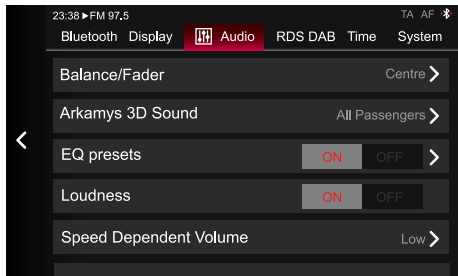 23:38 ▶ FM 97.5 TA AF
Bluetooth Display Audio RDS DAB Time System
Balance/Fader Centre
Arkamys 3D Sound All Passengers
EQ presets ON OFF
Loudness ON OFF
Speed Dependent Volume Low